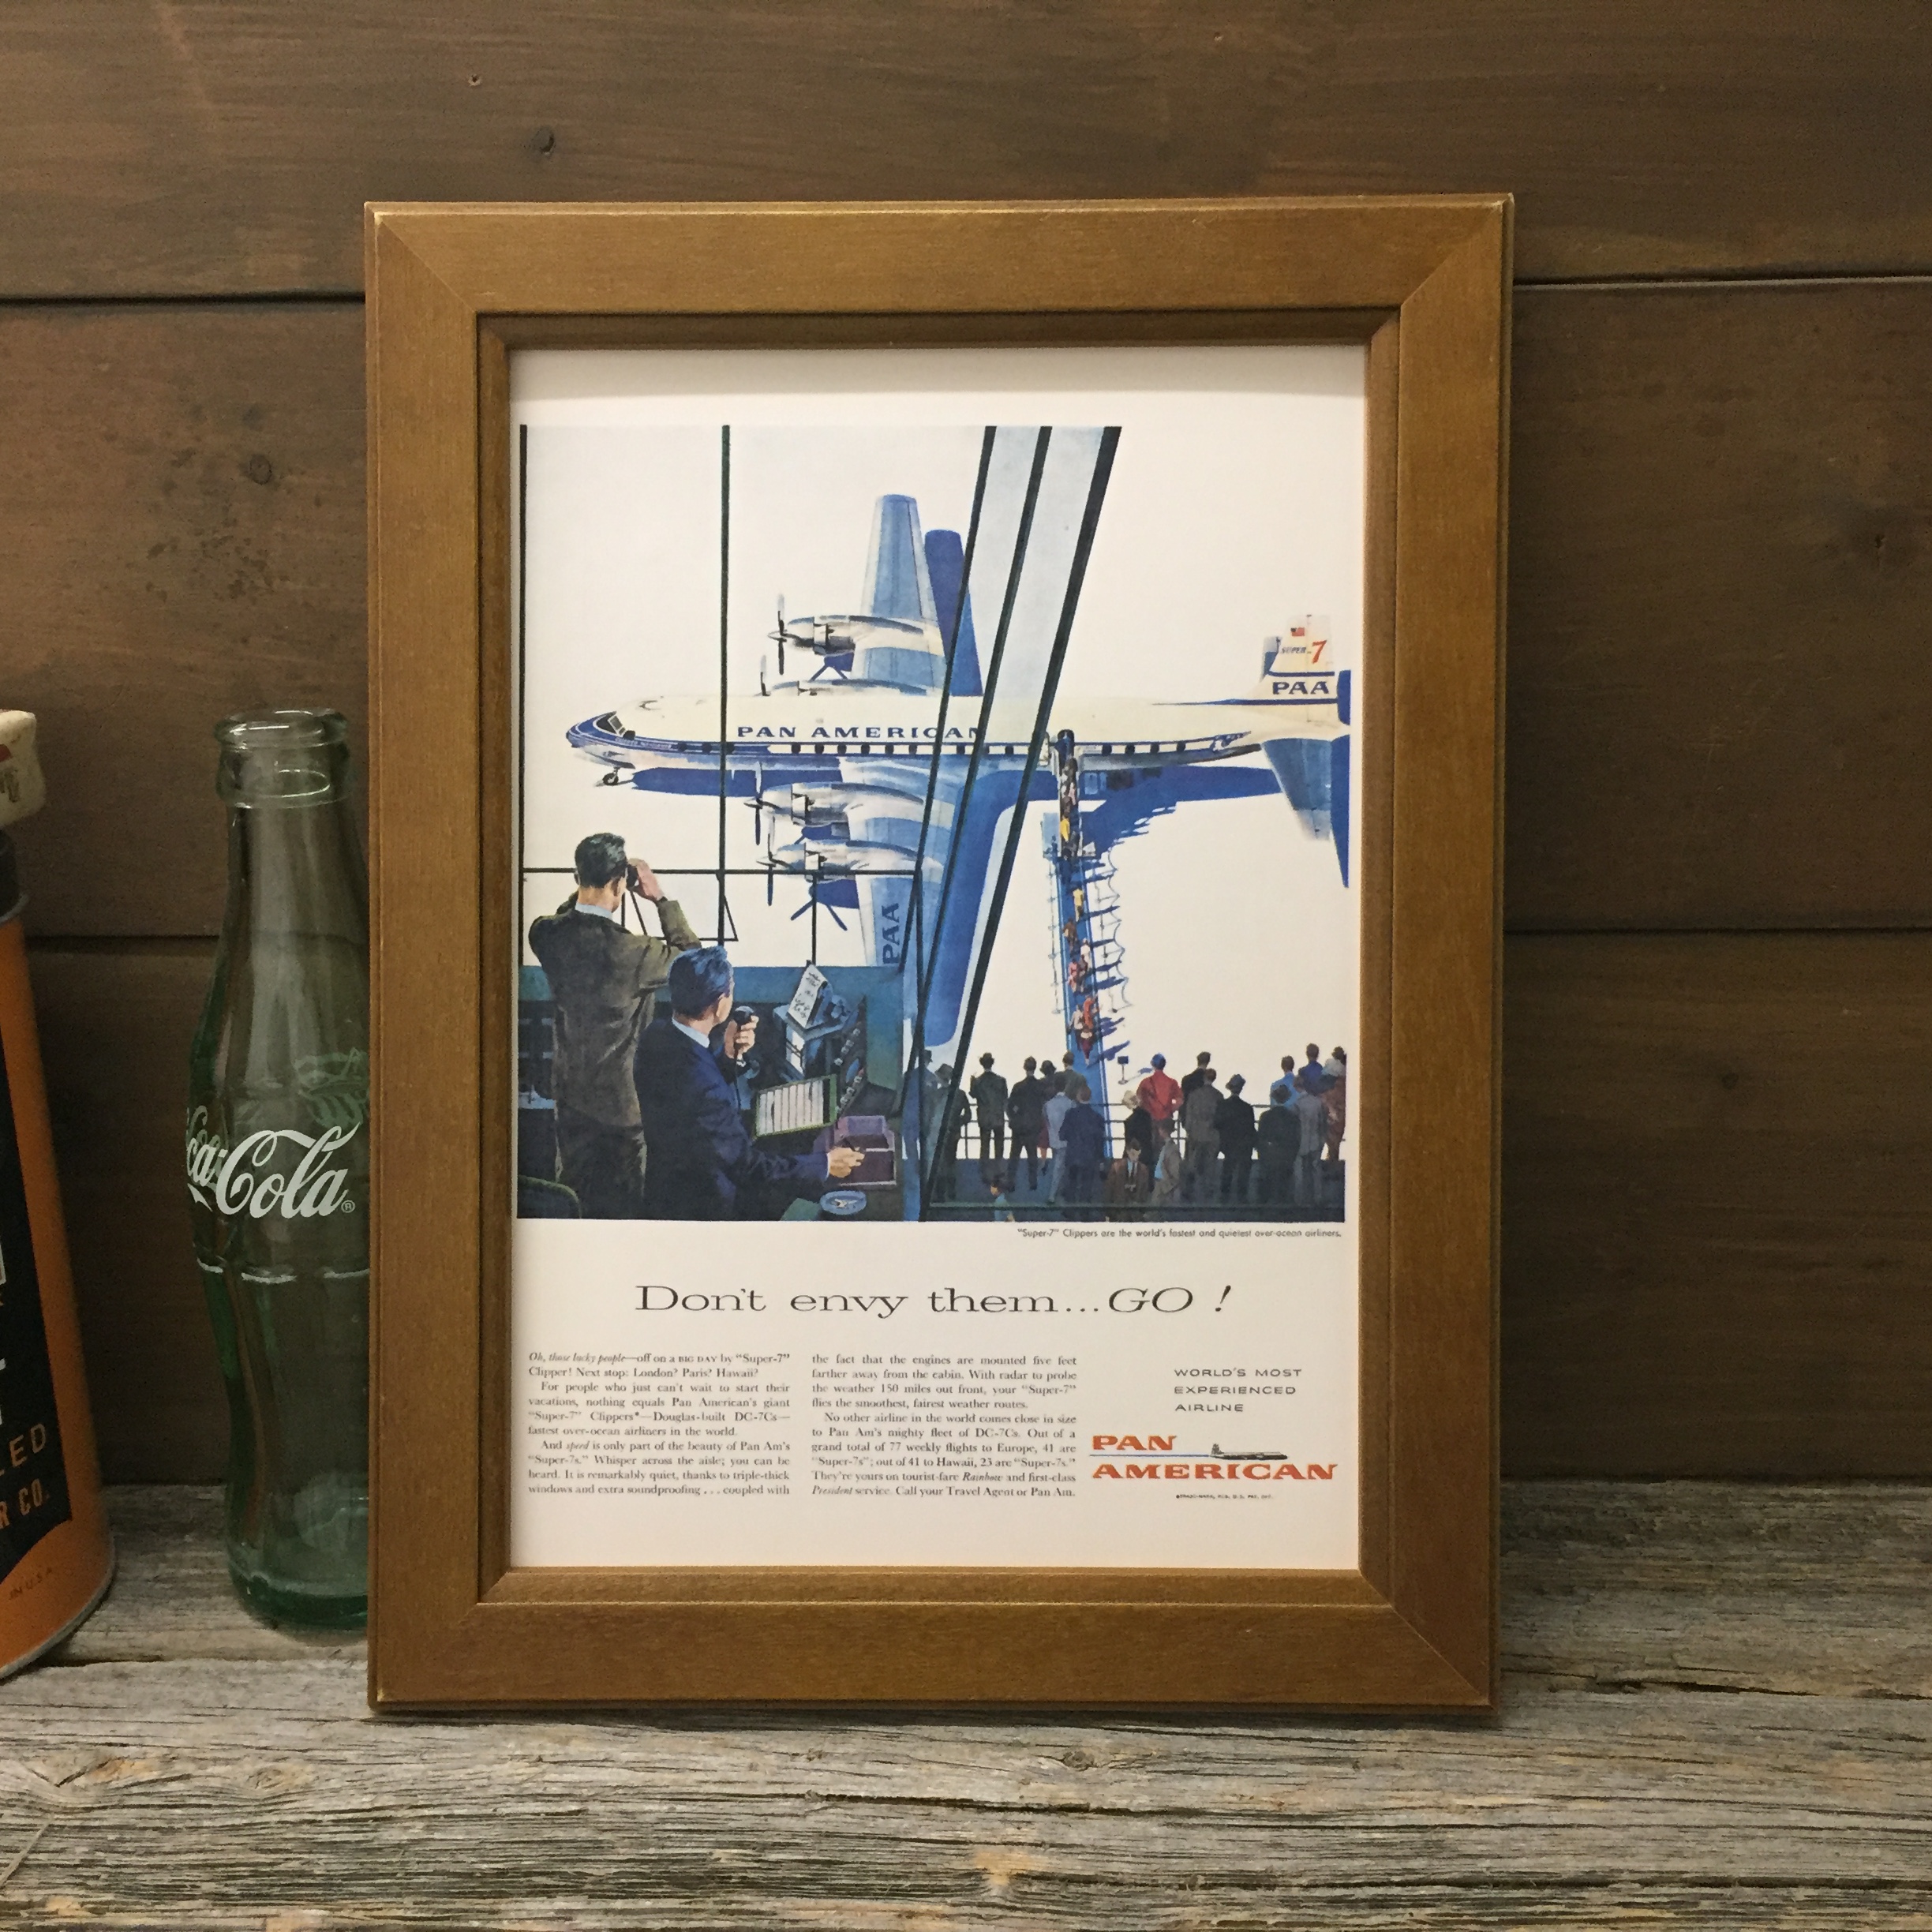 SUPER-7
PAA
PAN AMERICAN
PAA
"Super-7" Clippers are the world's fastest and quietest over-ocean airliners.
Don't envy them...GO !
Oh, those lucky people—off on a BIG DAY by "Super-7"
Clipper! Next stop: London? Paris? Hawaii?
For people who just can't wait to start their
vacations, nothing equals Pan American's giant
"Super-7" Clippers*—Douglas-built DC-7Cs—
fastest over-ocean airliners in the world.
And speed is only part of the beauty of Pan Am's
"Super-7s." Whisper across the aisle; you can be
heard. It is remarkably quiet, thanks to triple-thick
windows and extra soundproofing . . . coupled with
the fact that the engines are mounted five feet
farther away from the cabin. With radar to probe
the weather 150 miles out front, your "Super-7"
flies the smoothest, fairest weather routes.
No other airline in the world comes close in size
to Pan Am's mighty fleet of DC-7Cs. Out of a
grand total of 77 weekly flights to Europe, 41 are
"Super-7s"; out of 41 to Hawaii, 23 are "Super-7s."
They're yours on tourist-fare Rainbow and first-class
President service. Call your Travel Agent or Pan Am.
WORLD'S MOST
EXPERIENCED
AIRLINE
PAN
AMERICAN
*TRADE-MARK, REG. U.S. PAT. OFF.
Coca-Cola®
LED
R CO.
IN U.S.A.